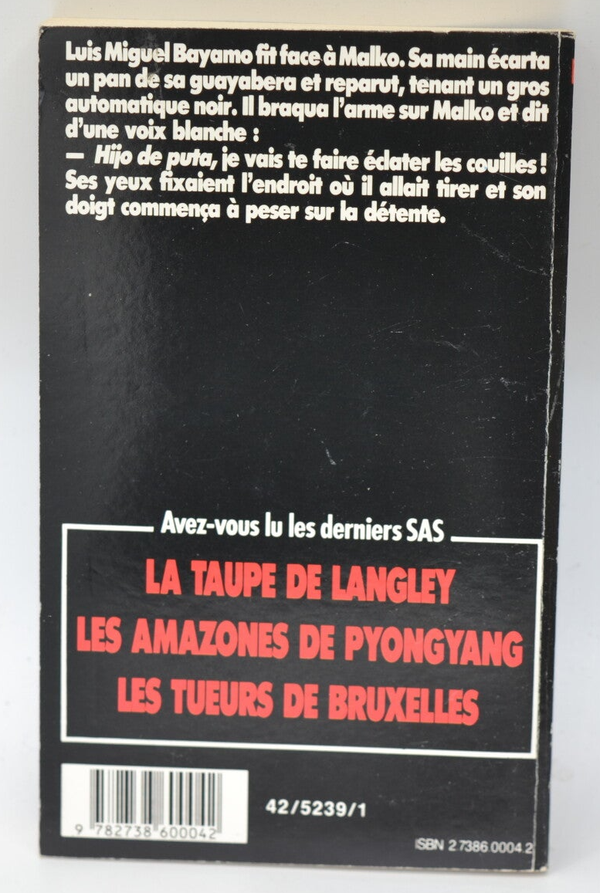 Luis Miguel Bayamo fit face à Malko. Sa main écarta
un pan de sa guayabera et reparut, tenant un gros
automatique noir. Il braqua l'arme sur Malko et dit
d'une voix blanche :
— Hijo de puta, je vais te faire éclater les couilles !
Ses yeux fixaient l'endroit où il allait tirer et son
doigt commença à peser sur la détente.
Avez-vous lu les derniers SAS
LA TAUPE DE LANGLEY
LES AMAZONES DE PYONGYANG
LES TUEURS DE BRUXELLES
42/5239/1
9 782738 600042
ISBN 2 7386 0004 2